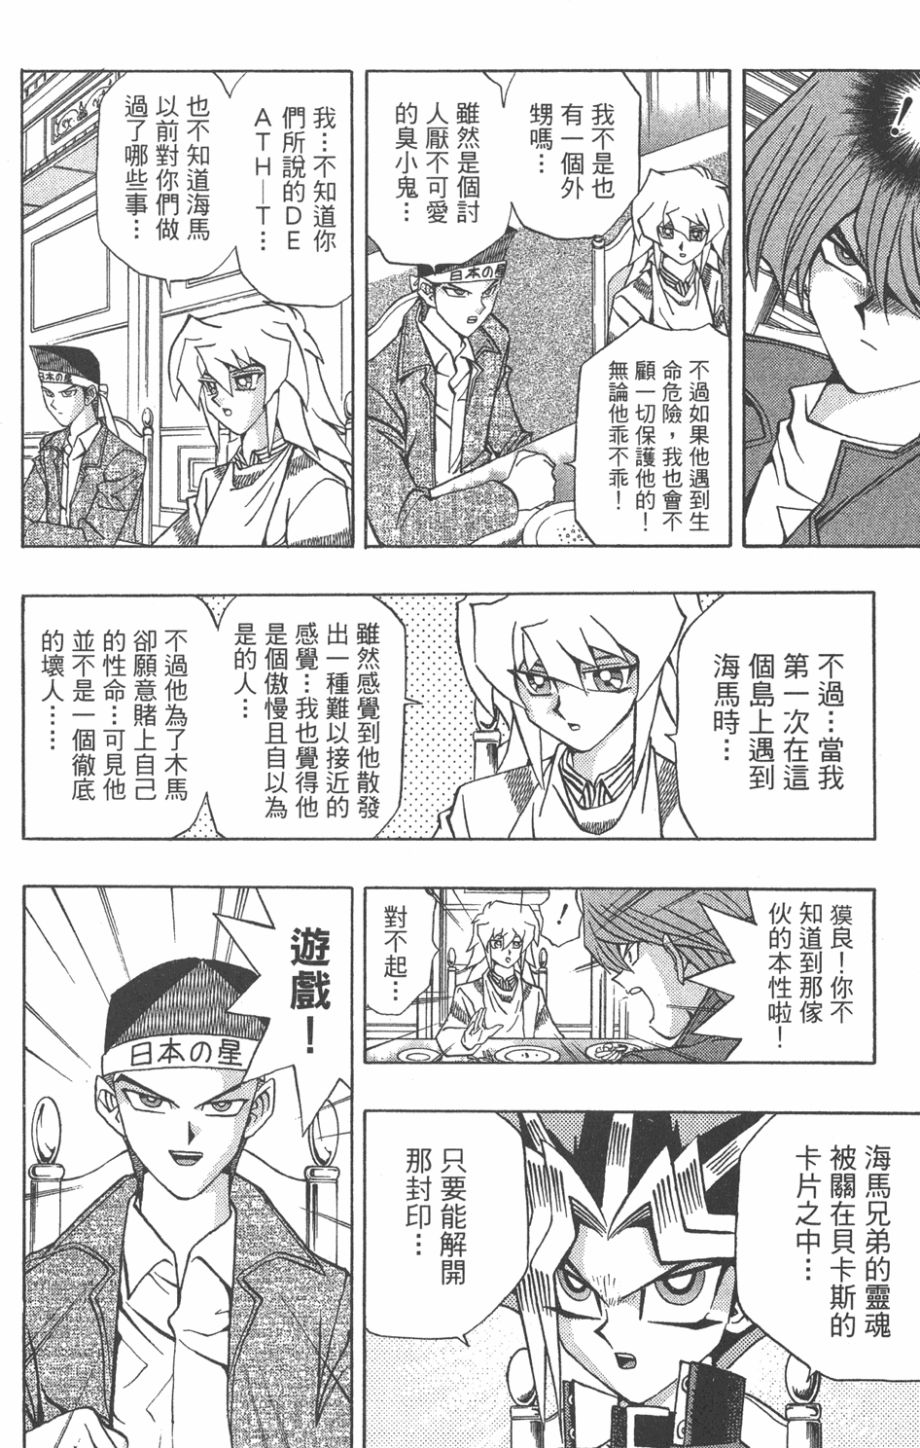 ！
我不是也
有一個外
甥嗎…
雖然是個討
人厭不可愛
的臭小鬼…
不過如果他遇到生
命危險，我也會不
顧一切保護他的！
無論他乖不乖！
日本の星
我…不知道你
們所說的DE
ATH—T…
也不知道海馬
以前對你們做
過了哪些事…
日本の星
不過…當我
第一次在這
個島上遇到
海馬時…
雖然感覺到他散發
出一種難以接近的
感覺…我也覺得他
是個傲慢且自以為
是的人…
不過他為了木馬
卻願意賭上自己
的性命…可見他
並不是一個徹底
的壞人……
獏良！你不
知道到那傢
伙的本性啦！
！
對不起…
海馬兄弟的靈魂
被關在貝卡斯的
卡片之中…
只要能解開
那封印…
遊戲！
日本の星